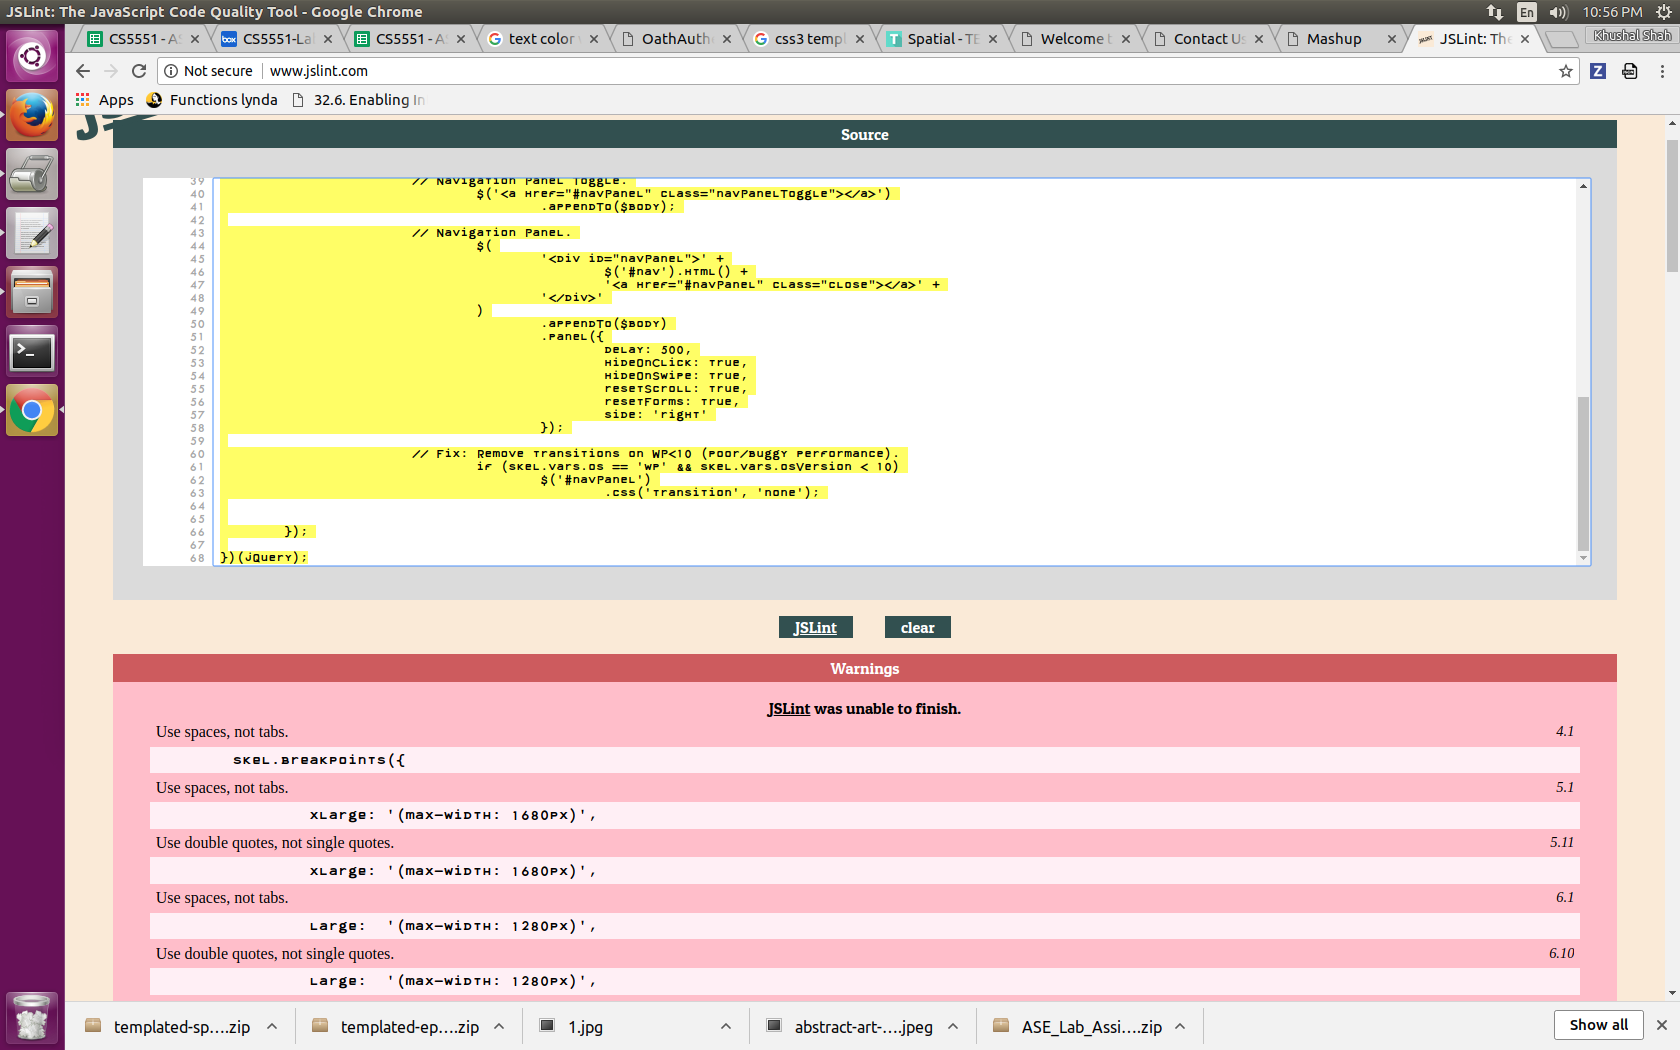 JSLint: The JavaScript Code Quality Tool - Google Chrome
En
10:56 PM
CS5551 - A
CS5551-La
CS5551 - A
text color
OathAuth
css3 templ
Spatial - TE
Welcome t
Contact Us
Mashup
JSLint: The
Khushal Shah
Not secure
www.jslint.com
Apps
Functions lynda
32.6. Enabling In
Source
39 // Navigation Panel Toggle.
40 $('<a href="#navPanel" class="navPanelToggle"></a>')
41 .appendTo($body);
42
43 // Navigation Panel.
44 $(
45 '<div id="navPanel">' +
46 $('#nav').html() +
47 '<a href="#navPanel" class="close"></a>' +
48 '</div>'
49 )
50 .appendTo($body)
51 .panel({
52 delay: 500,
53 hideOnClick: true,
54 hideOnSwipe: true,
55 resetScroll: true,
56 resetForms: true,
57 side: 'right'
58 });
59
60 // Fix: Remove transitions on WP<10 (poor/buggy performance).
61 if (skel.vars.os == 'wp' && skel.vars.osVersion < 10)
62 $('#navPanel')
63 .css('transition', 'none');
64
65
66 });
67
68 })(jQuery);
JSLint
clear
Warnings
JSLint was unable to finish.
Use spaces, not tabs. 4.1
skel.breakpoints({
Use spaces, not tabs. 5.1
xlarge: '(max-width: 1680px)',
Use double quotes, not single quotes. 5.11
xlarge: '(max-width: 1680px)',
Use spaces, not tabs. 6.1
large: '(max-width: 1280px)',
Use double quotes, not single quotes. 6.10
large: '(max-width: 1280px)',
templated-sp....zip
templated-ep....zip
1.jpg
abstract-art-....jpeg
ASE_Lab_Assi....zip
Show all